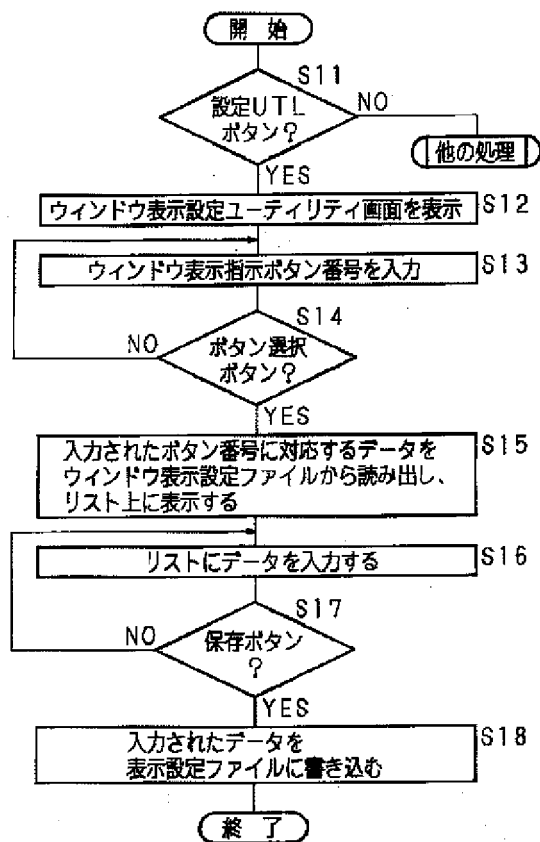 開 始
S11
設定UTL
ボタン?
NO
他の処理
YES
ウィンドウ表示設定ユーティリティ画面を表示
S12
ウィンドウ表示指示ボタン番号を入力
S13
S14
NO
ボタン選択
ボタン?
YES
入力されたボタン番号に対応するデータを
ウィンドウ表示設定ファイルから読み出し、
リスト上に表示する
S15
リストにデータを入力する
S16
S17
NO
保存ボタン
?
YES
入力されたデータを
表示設定ファイルに書き込む
S18
終 了